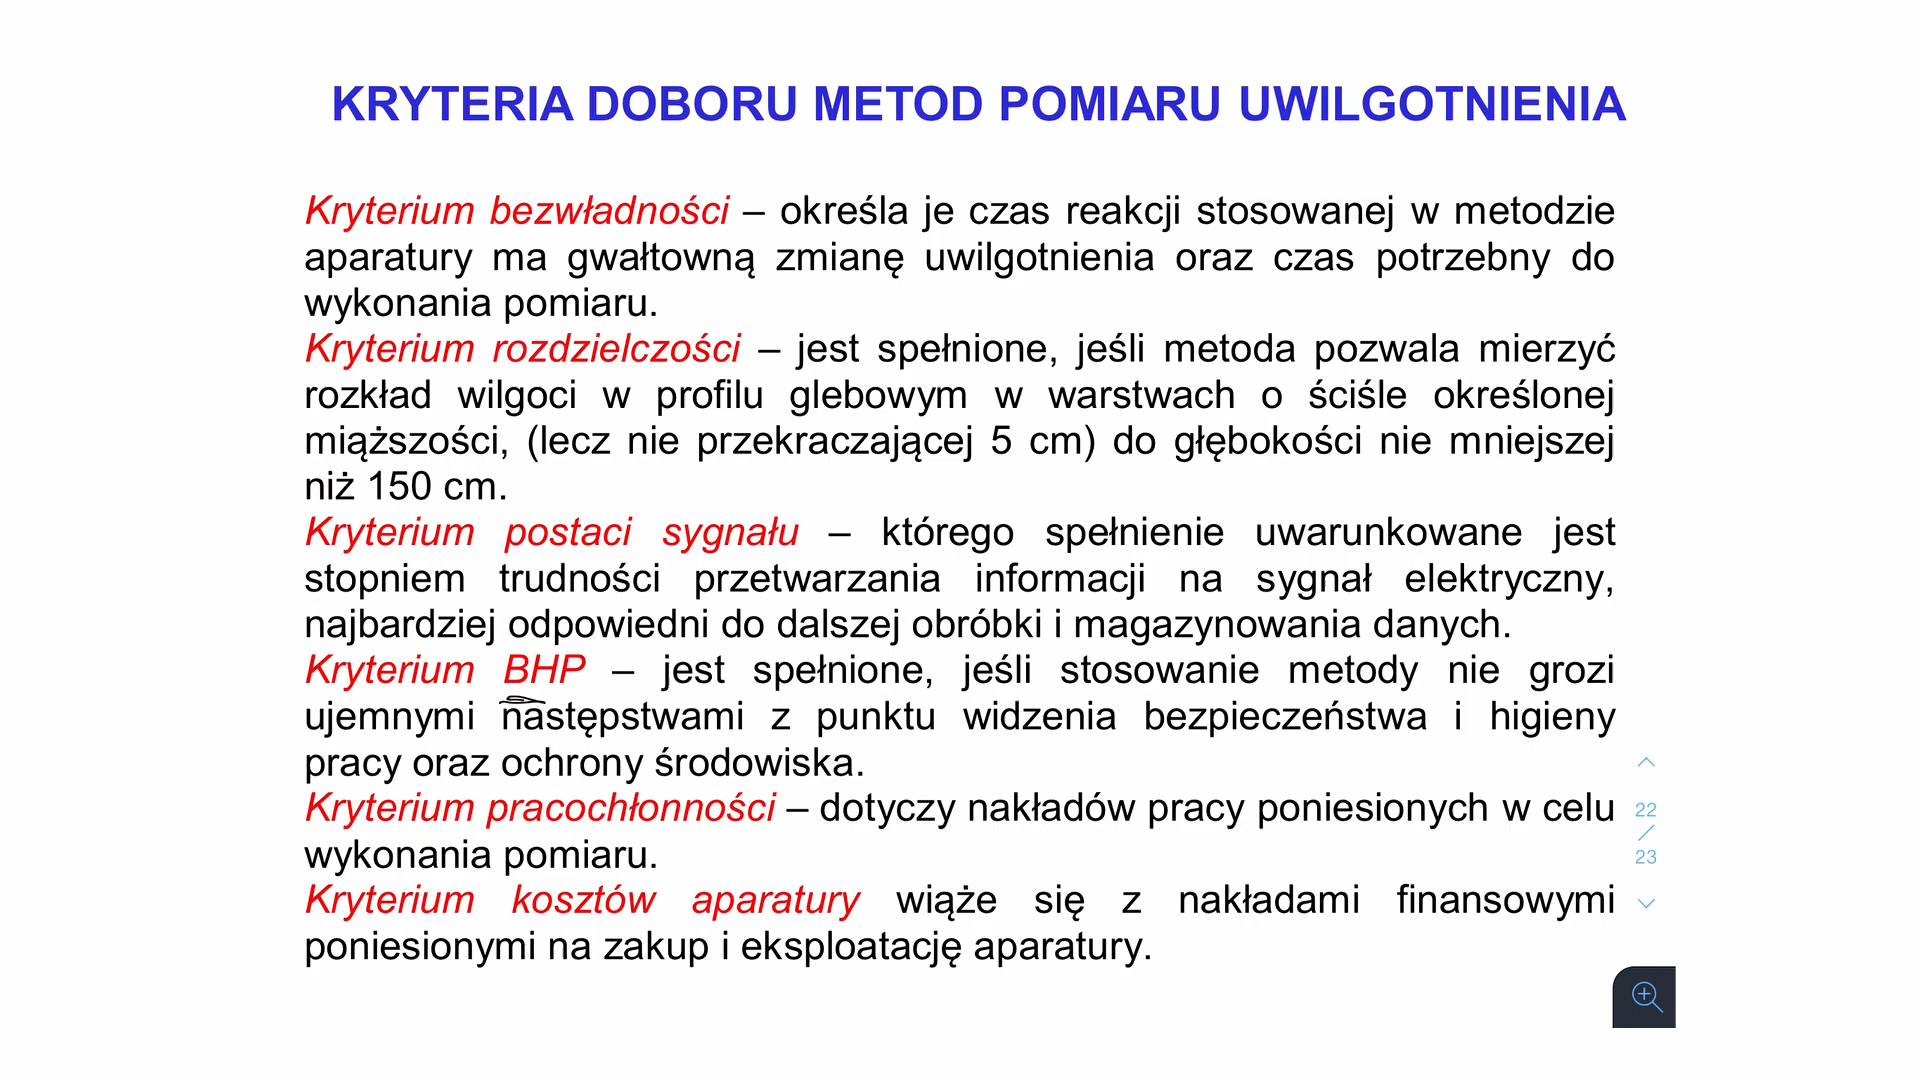 KRYTERIA DOBORU METOD POMIARU UWILGOTNIENIA
Kryterium bezwładności – określa je czas reakcji stosowanej w metodzie
aparatury ma gwałtowną zmianę uwilgotnienia oraz czas potrzebny do
wykonania pomiaru.
Kryterium rozdzielczości – jest spełnione, jeśli metoda pozwala mierzyć
rozkład wilgoci w profilu glebowym w warstwach o ściśle określonej
miąższości, (lecz nie przekraczającej 5 cm) do głębokości nie mniejszej
niż 150 cm.
Kryterium postaci sygnału – którego spełnienie uwarunkowane jest
stopniem trudności przetwarzania informacji na sygnał elektryczny,
najbardziej odpowiedni do dalszej obróbki i magazynowania danych.
Kryterium BHP – jest spełnione, jeśli stosowanie metody nie grozi
ujemnymi następstwami z punktu widzenia bezpieczeństwa i higieny
pracy oraz ochrony środowiska.
Kryterium pracochłonności – dotyczy nakładów pracy poniesionych w celu
wykonania pomiaru.
Kryterium kosztów aparatury wiąże się z nakładami finansowymi
poniesionymi na zakup i eksploatację aparatury.
22
/
23